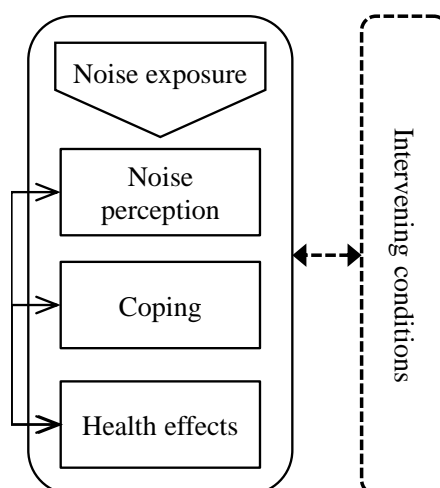 Noise exposure
Noise
perception
Coping
Health effects
Intervening conditions